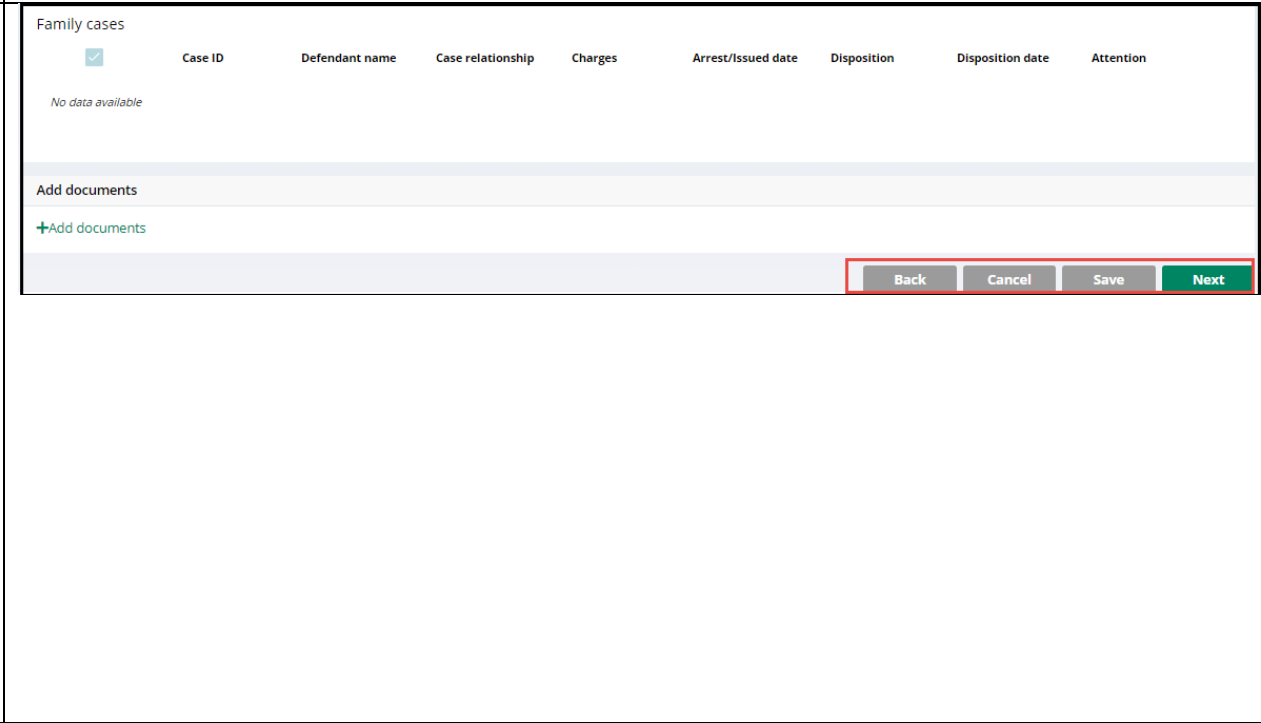 Family cases
Case ID Defendant name Case relationship Charges Arrest/Issued date Disposition Disposition date Attention
No data available
Add documents
+Add documents
Back Cancel Save Next